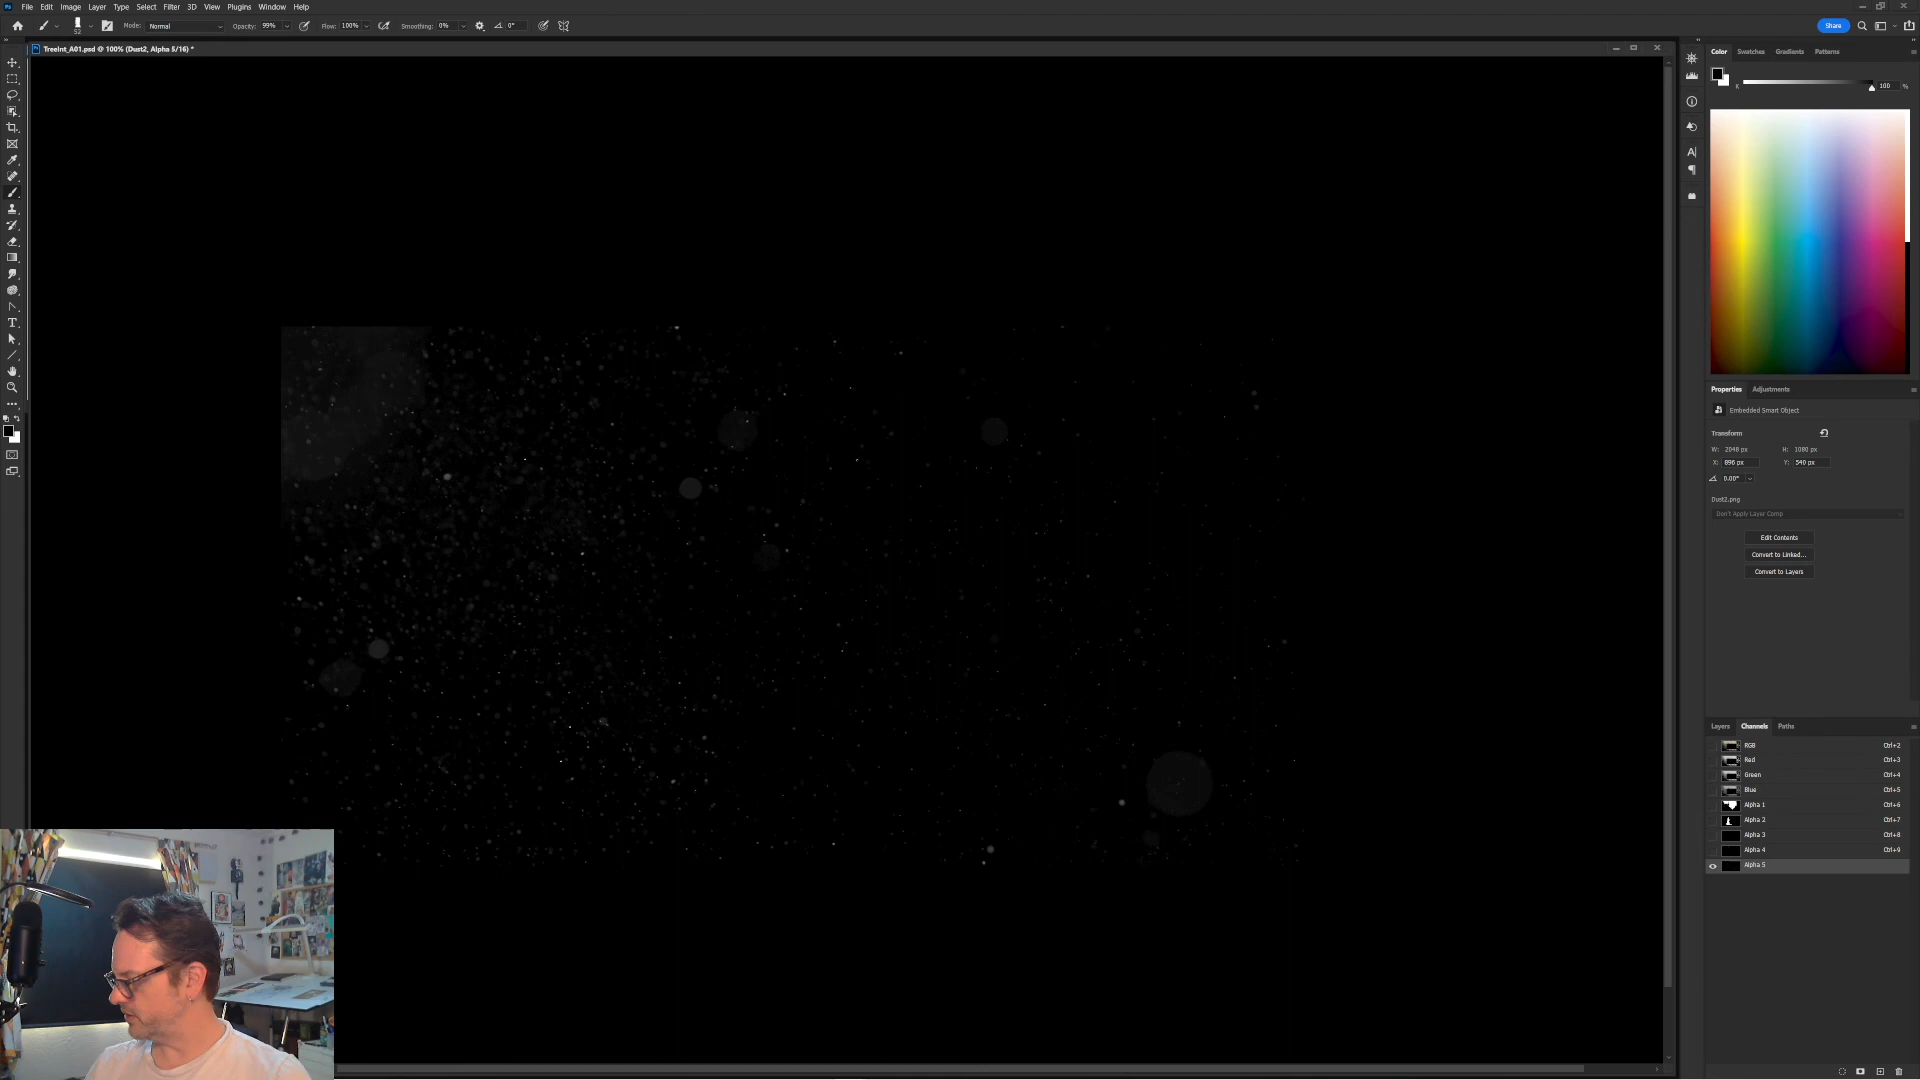 File Edit Image Layer Type Select Filter 3D View Plugins Window Help
52 Mode: Normal Opacity: 99% Flow: 100% Smoothing: 0% 0° Share
TreeInt_A01.psd @ 100% (Dust2, Alpha 5/16) *
Color Swatches Gradients Patterns
K 100 %
Properties Adjustments
Embedded Smart Object
Transform
W: 2048 px H: 1080 px
X: 896 px Y: 540 px
0.00°
Dust2.png
Don't Apply Layer Comp
Edit Contents
Convert to Linked...
Convert to Layers
Layers Channels Paths
RGB Ctrl+2
Red Ctrl+3
Green Ctrl+4
Blue Ctrl+5
Alpha 1 Ctrl+6
Alpha 2 Ctrl+7
Alpha 3 Ctrl+8
Alpha 4 Ctrl+9
Alpha 5